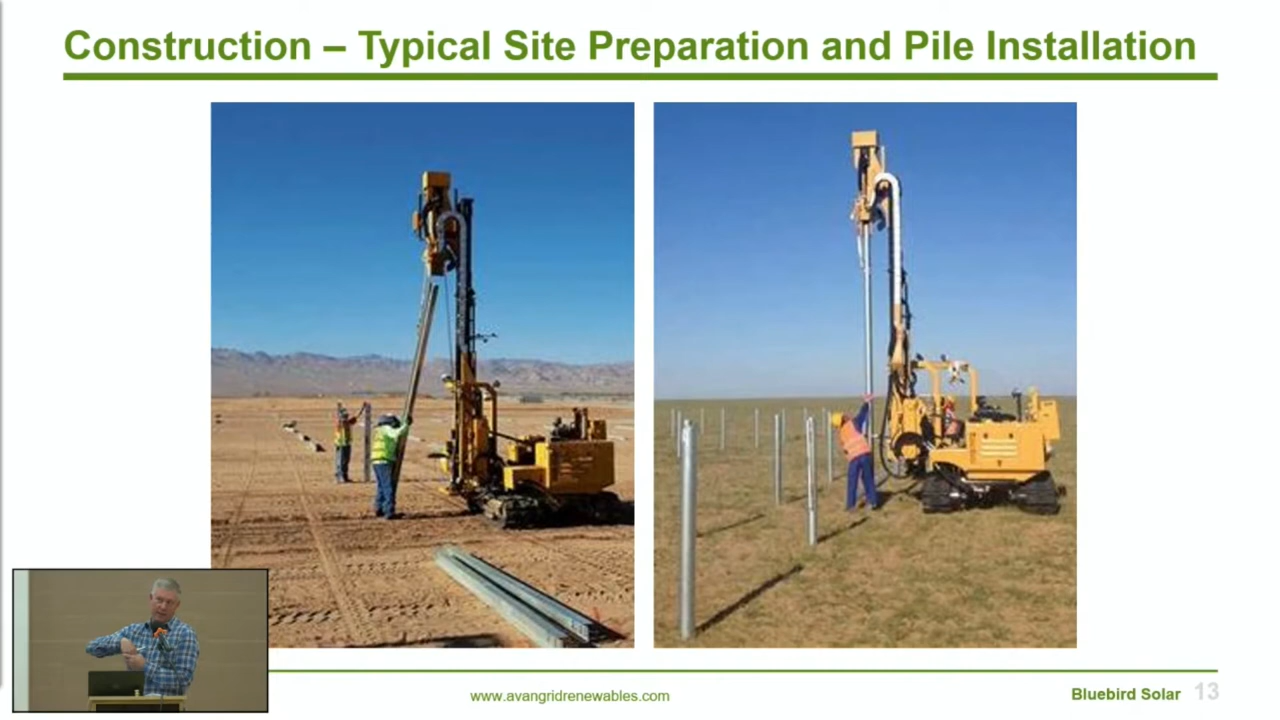 Construction – Typical Site Preparation and Pile Installation
www.avangridrenewables.com
Bluebird Solar 13